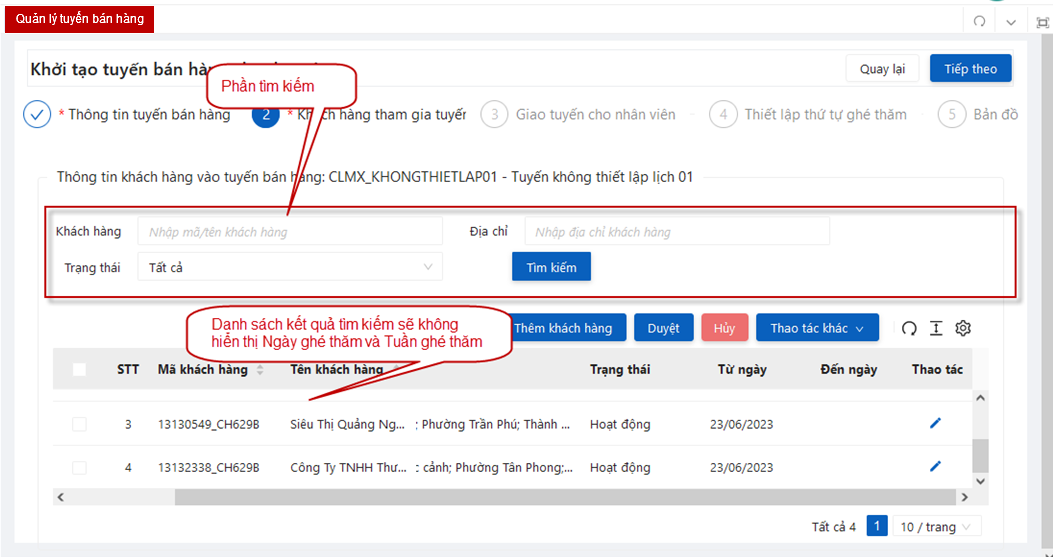 Quản lý tuyến bán hàng
Khởi tạo tuyến bán
Quay lại
Tiếp theo
Phần tìm kiếm
* Thông tin tuyến bán hàng
2
* hàng tham gia tuyến
3 Giao tuyến cho nhân viên
4 Thiết lập thứ tự ghé thăm
5 Bản đồ
Thông tin khách hàng vào tuyến bán hàng: CLMX_KHONGTHIETLAP01 - Tuyến không thiết lập lịch 01
Khách hàng Nhập mã/tên khách hàng Địa chỉ Nhập địa chỉ khách hàng
Trạng thái Tất cả Tìm kiếm
Danh sách kết quả tìm kiếm sẽ không
hiển thị Ngày ghé thăm và Tuần ghé thăm
Thêm khách hàng Duyệt Hủy Thao tác khác
STT Mã khách hàng Tên khách hàng Trạng thái Từ ngày Đến ngày Thao tác
3 13130549_CH629B Siêu Thị Quảng Ng... ; Phường Trần Phú; Thành ... Hoạt động 23/06/2023
4 13132338_CH629B Công Ty TNHH Thư... : cảnh; Phường Tân Phong;... Hoạt động 23/06/2023
Tất cả 4 1 10 / trang